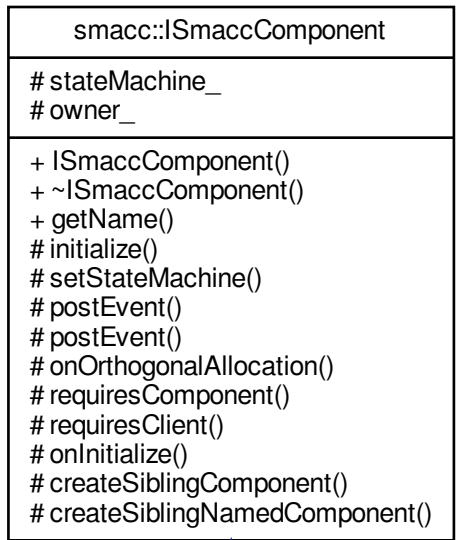 smacc::ISmaccComponent
# stateMachine_
# owner_
+ ISmaccComponent()
+ ~ISmaccComponent()
+ getName()
# initialize()
# setStateMachine()
# postEvent()
# postEvent()
# onOrthogonalAllocation()
# requiresComponent()
# requiresClient()
# onInitialize()
# createSiblingComponent()
# createSiblingNamedComponent()